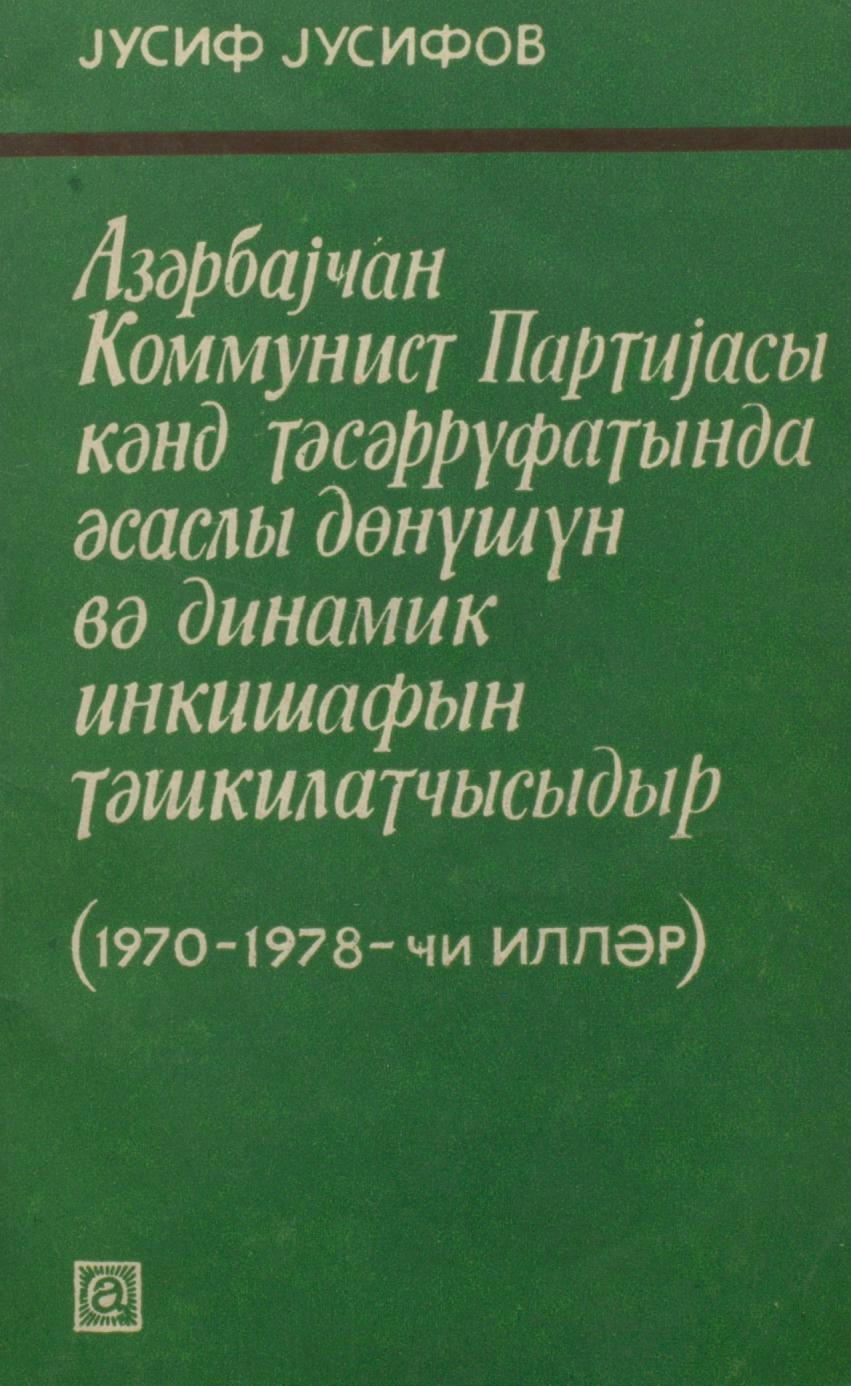 ЈУСИФ ЈУСИФОВ
Азәрбајҹан
Коммунист Партијасы
кәнд тәсәррүфатында
әсаслы дөнүшүн
вә динамик
инкишафын
тәшкилатчысыдыр
(1970-1978-ҹи ИЛЛӘР)
а